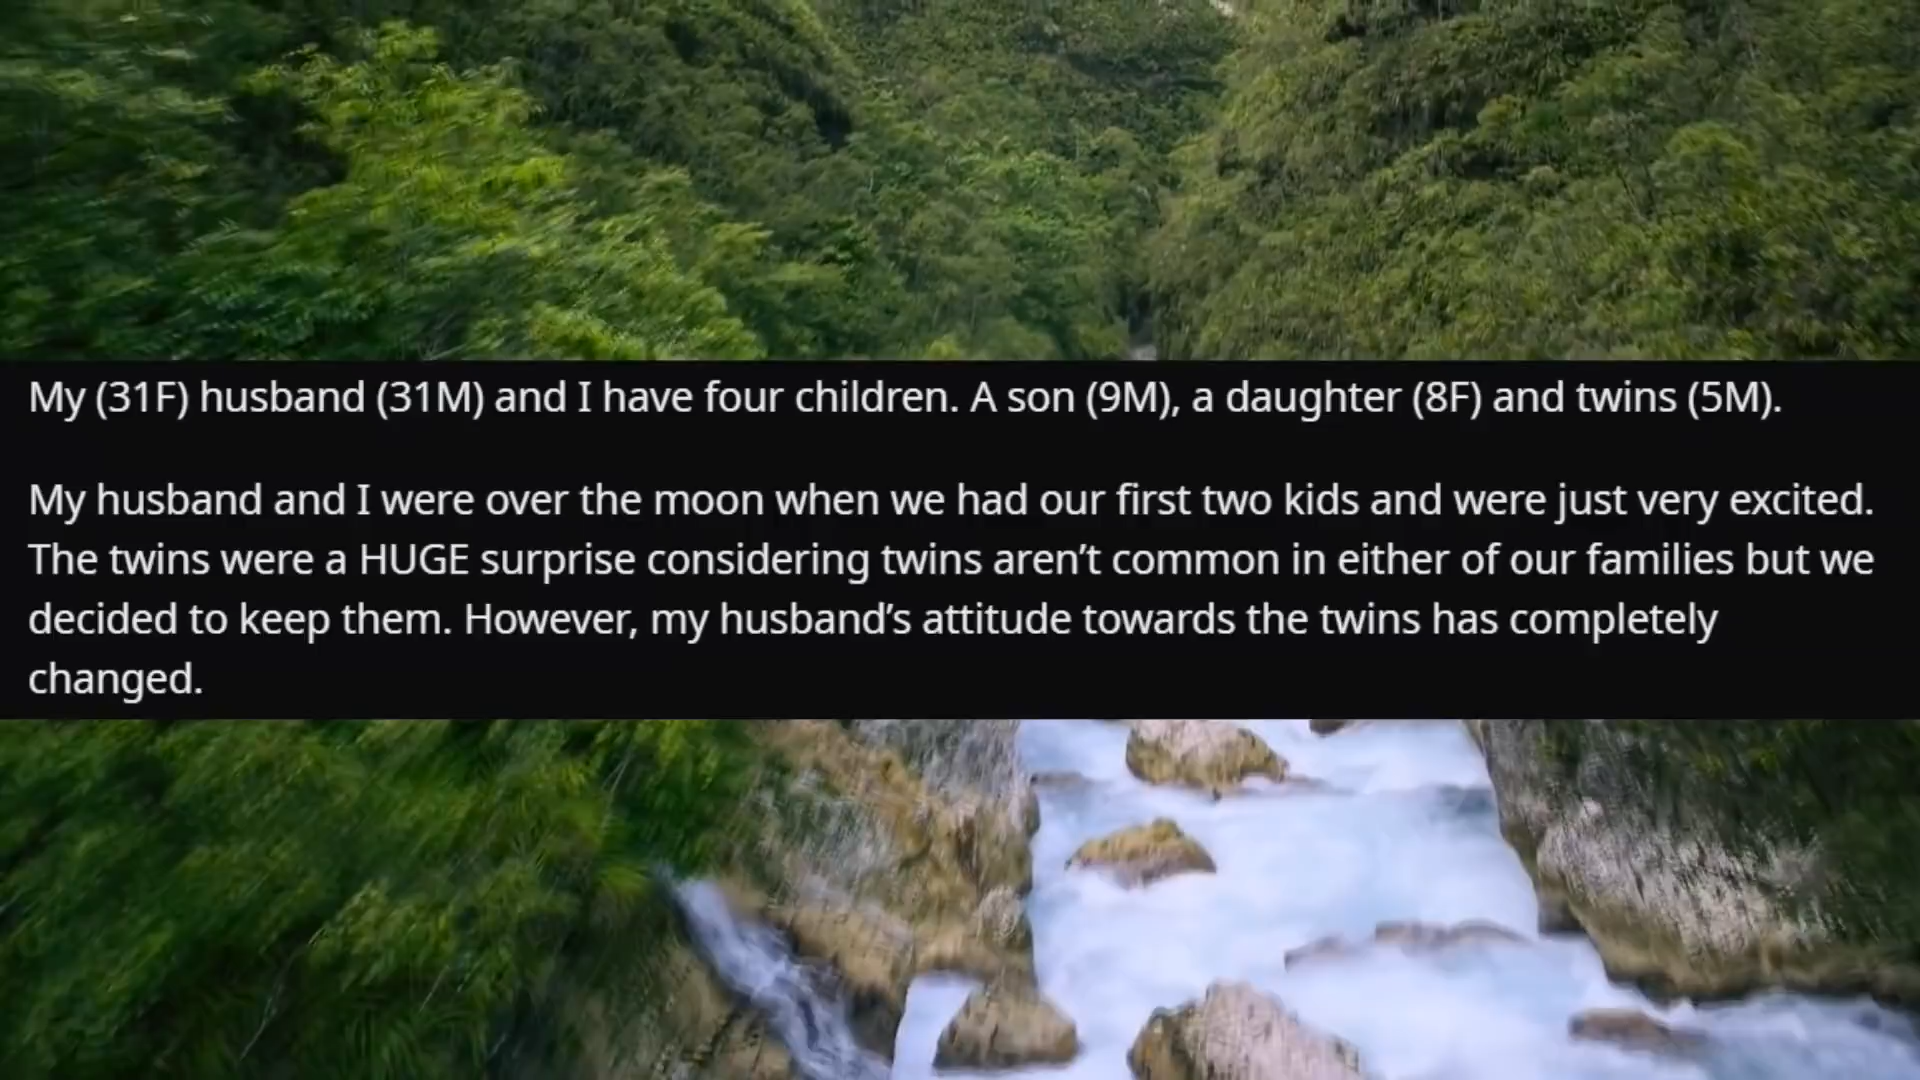 My (31F) husband (31M) and I have four children. A son (9M), a daughter (8F) and twins (5M).
My husband and I were over the moon when we had our first two kids and were just very excited.
The twins were a HUGE surprise considering twins aren’t common in either of our families but we
decided to keep them. However, my husband’s attitude towards the twins has completely
changed.